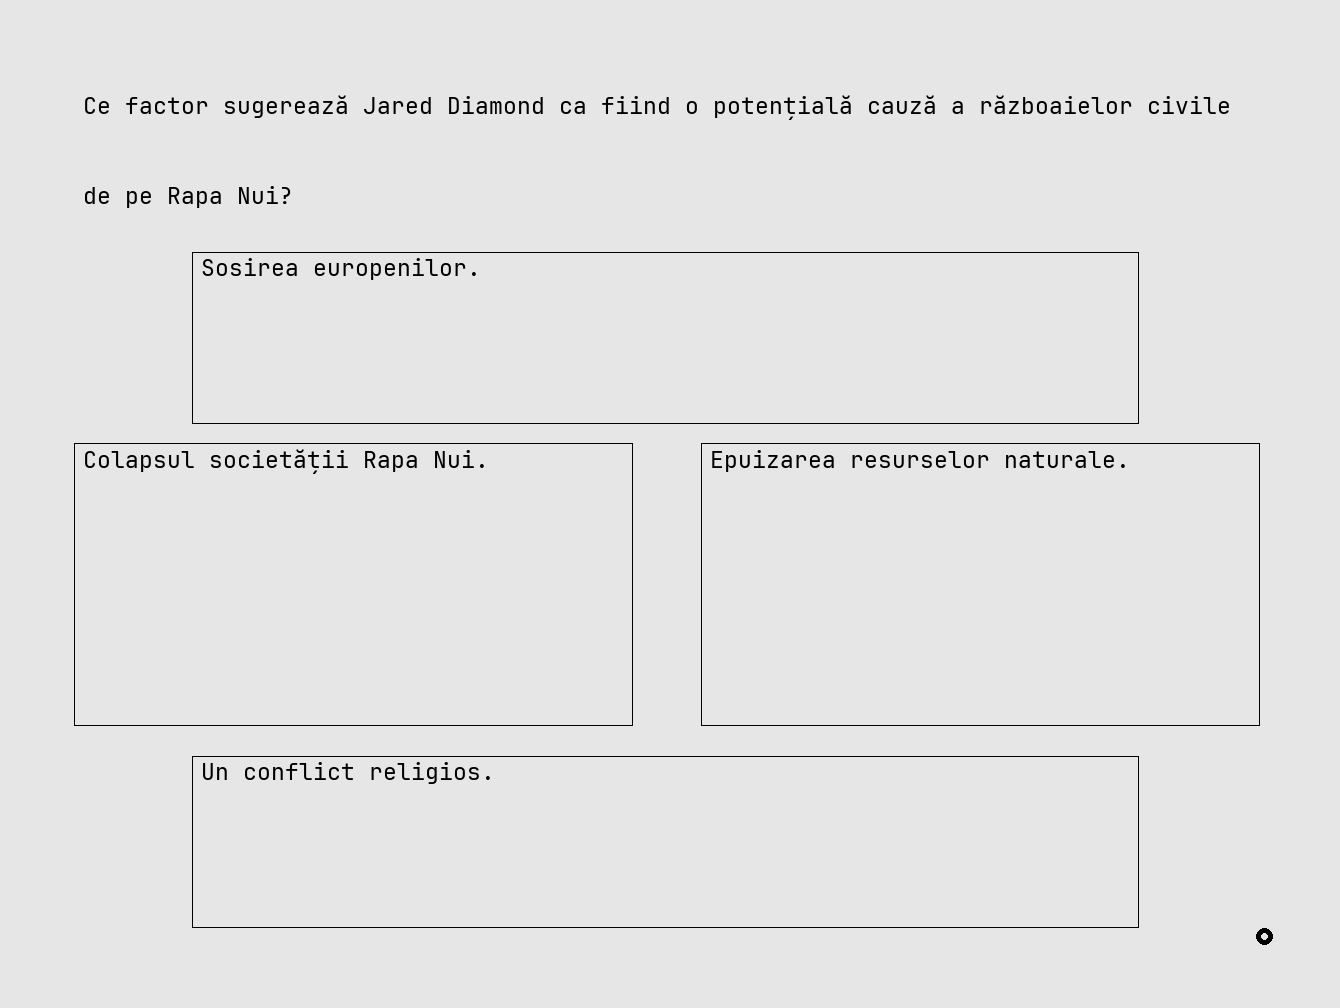 Ce factor sugerează Jared Diamond ca fiind o potențială cauză a războaielor civile
de pe Rapa Nui?
Sosirea europenilor.
Colapsul societății Rapa Nui.
Epuizarea resurselor naturale.
Un conflict religios.